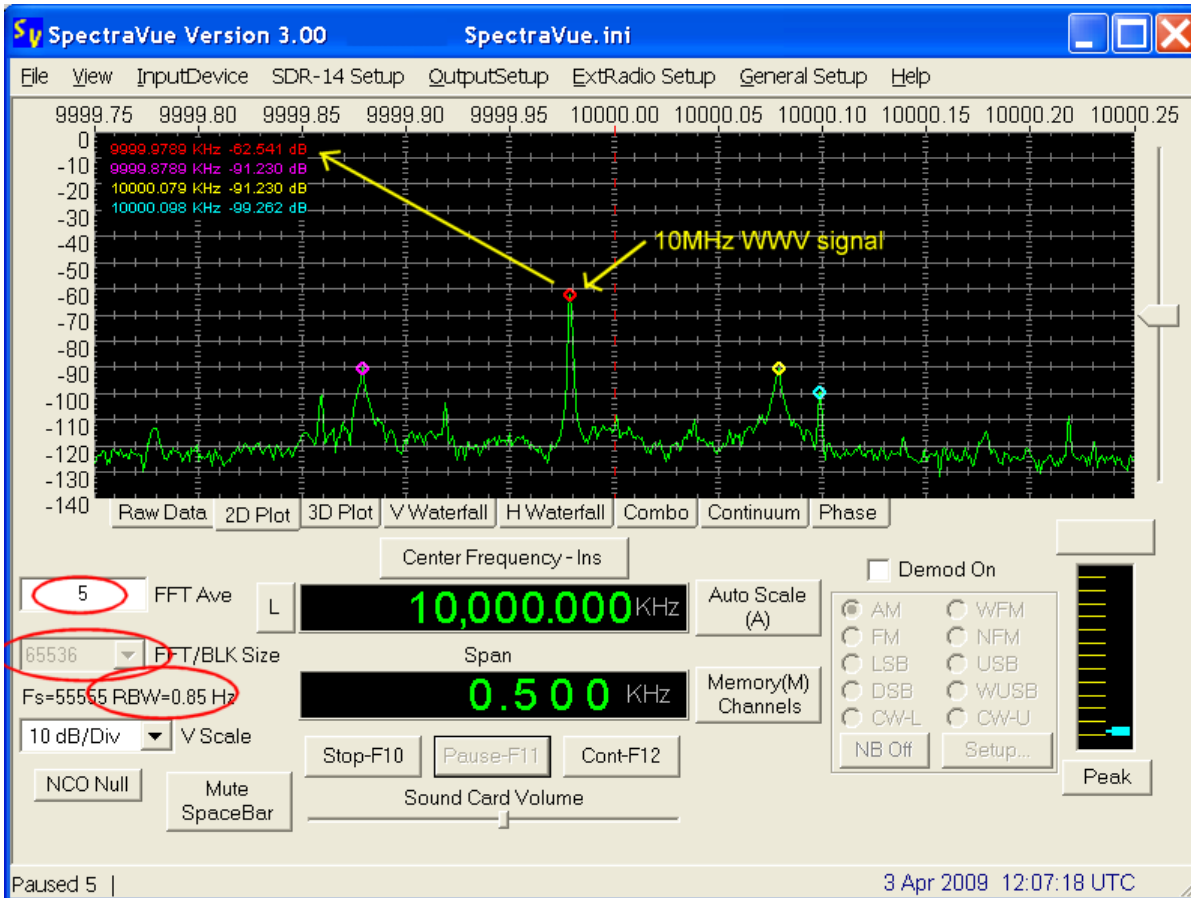 SpectraVue Version 3.00 SpectraVue.ini
File View InputDevice SDR-14 Setup OutputSetup ExtRadio Setup General Setup Help
9999.75 9999.80 9999.85 9999.90 9999.95 10000.00 10000.05 10000.10 10000.15 10000.20 10000.25
0
-10
-20
-30
-40
-50
-60
-70
-80
-90
-100
-110
-120
-130
-140
9999.9789 KHz -62.541 dB
9999.8789 KHz -91.230 dB
10000.079 KHz -91.230 dB
10000.098 KHz -99.262 dB
10MHz WWV signal
Raw Data 2D Plot 3D Plot V Waterfall H Waterfall Combo Continuum Phase
Center Frequency - Ins
5 FFT Ave
L
10,000.000 KHz
Auto Scale
(A)
65536 FFT/BLK Size
Span
Fs=55555 RBW=0.85 Hz
0.500 KHz
Memory(M)
Channels
10 dB/Div V Scale
Stop-F10 Pause-F11 Cont-F12
NCO Null
Mute
SpaceBar
Sound Card Volume
Demod On
AM WFM
FM NFM
LSB USB
DSB WUSB
CW-L CW-U
NB Off Setup...
Peak
Paused 5 |
3 Apr 2009 12:07:18 UTC